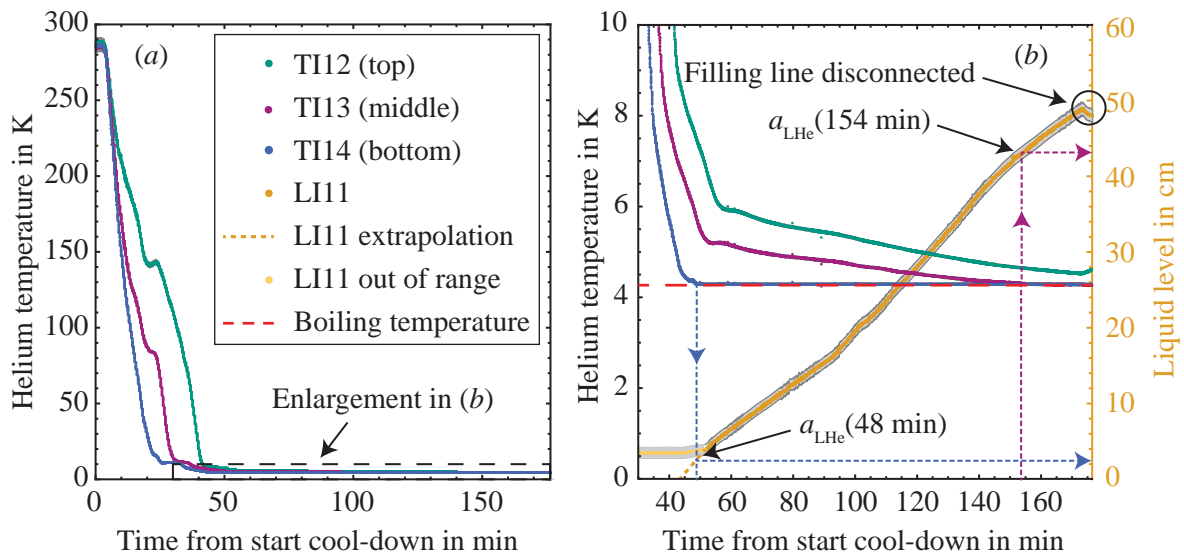 300
250
200
150
100
50
0
Helium temperature in K
(a)
TI12 (top)
TI13 (middle)
TI14 (bottom)
LI11
LI11 extrapolation
LI11 out of range
Boiling temperature
Enlargement in (b)
0 50 100 150
Time from start cool-down in min
10
8
6
4
2
0
Helium temperature in K
(b)
Filling line disconnected
a_LHe(154 min)
a_LHe(48 min)
60
50
40
30
20
10
0
Liquid level in cm
40 60 80 100 120 140 160
Time from start cool-down in min